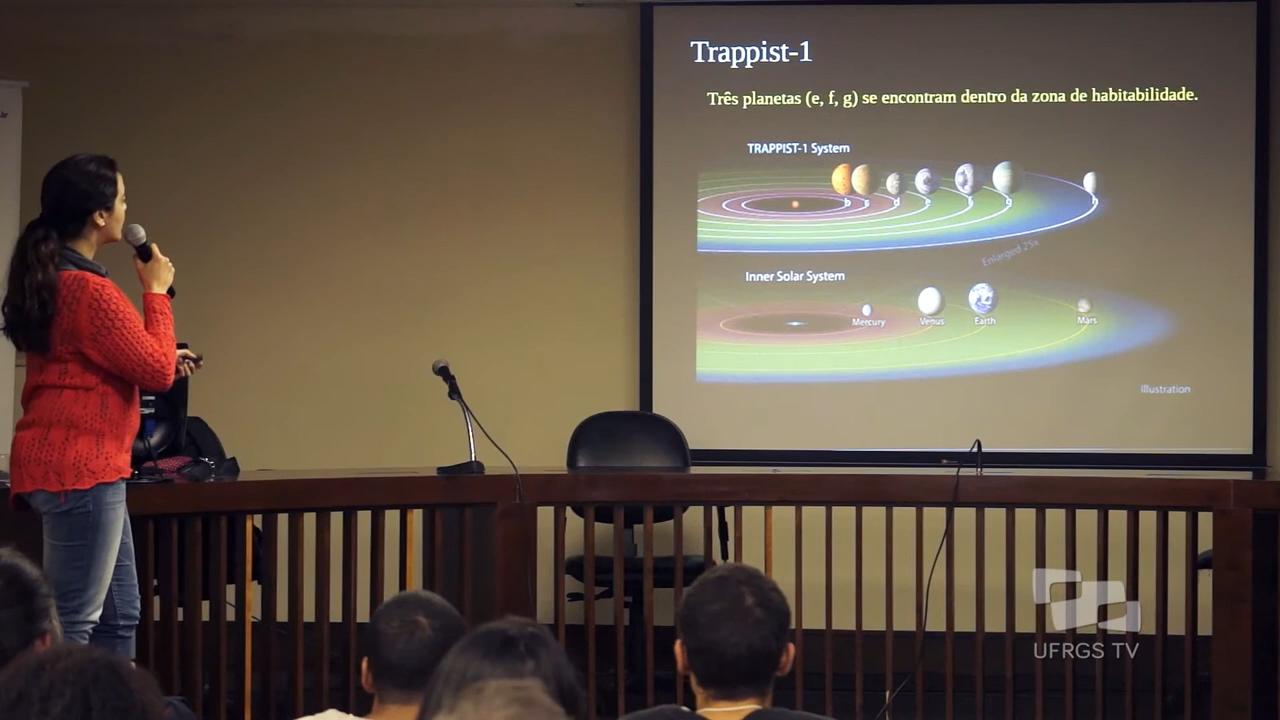 Trappist-1
Três planetas (e, f, g) se encontram dentro da zona de habitabilidade.
TRAPPIST-1 System
b c d e f g h
Enlarged 25x
Inner Solar System
Mercury Venus Earth Mars
Illustration
UFRGS TV